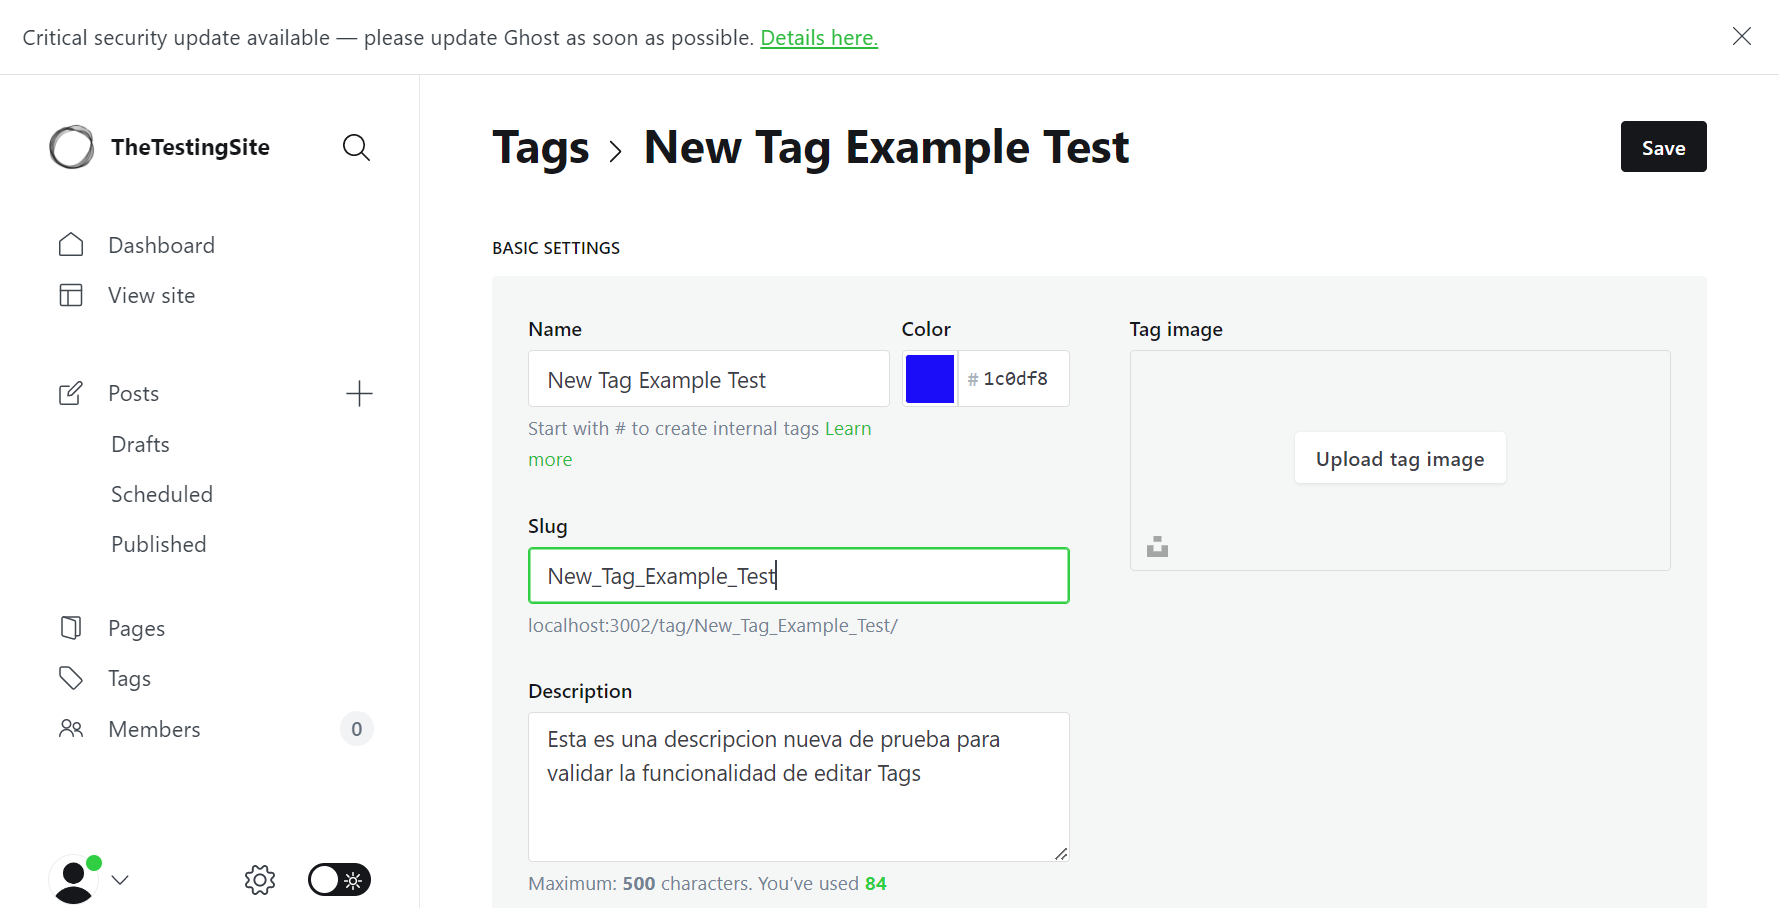 Critical security update available — please update Ghost as soon as possible. Details here.
TheTestingSite
Dashboard
View site
Posts
Drafts
Scheduled
Published
Pages
Tags
Members 0
Tags > New Tag Example Test
Save
BASIC SETTINGS
Name
New Tag Example Test
Start with # to create internal tags Learn
more
Color
# 1c0df8
Slug
New_Tag_Example_Test
localhost:3002/tag/New_Tag_Example_Test/
Description
Esta es una descripcion nueva de prueba para
validar la funcionalidad de editar Tags
Maximum: 500 characters. You’ve used 84
Tag image
Upload tag image